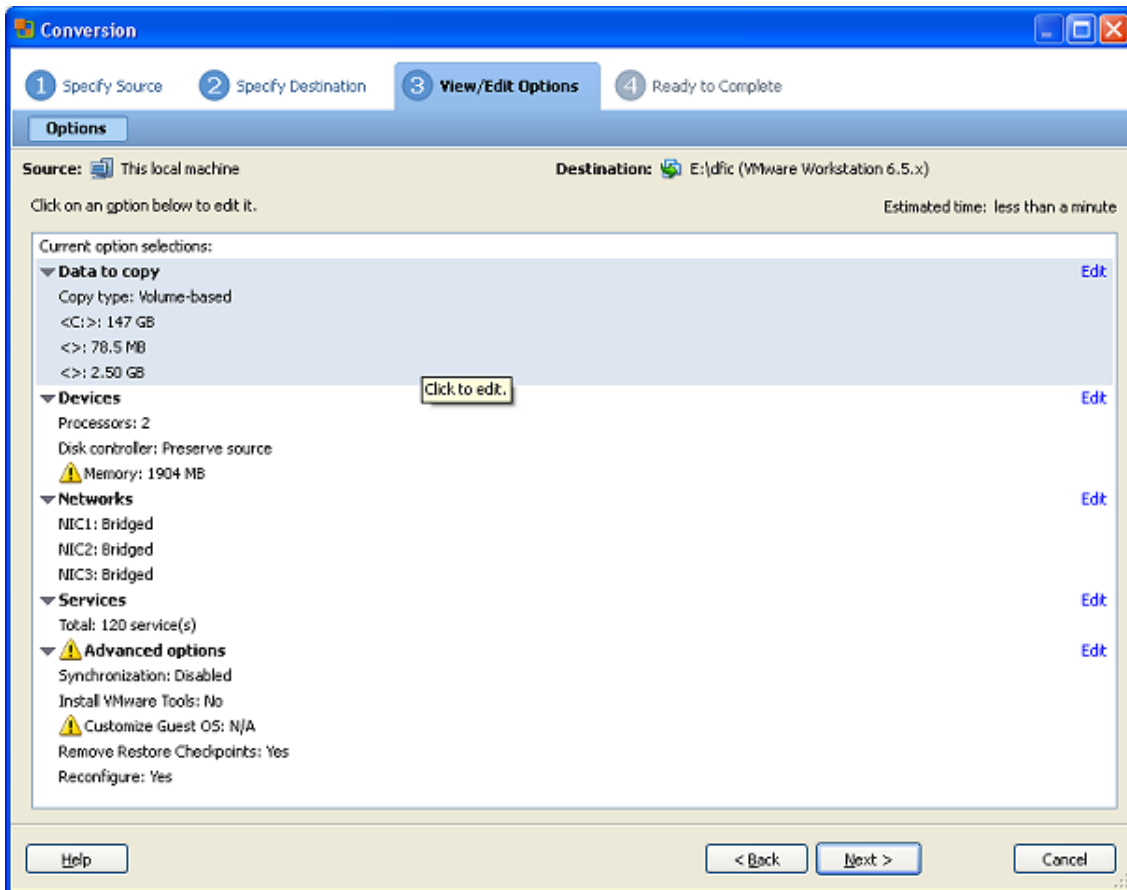 Conversion
1 Specify Source 2 Specify Destination 3 View/Edit Options 4 Ready to Complete
Options
Source: This local machine Destination: E:\dfic (VMware Workstation 6.5.x)
Click on an option below to edit it. Estimated time: less than a minute
Current option selections:
Data to copy Edit
Copy type: Volume-based
<C:>: 147 GB
<>: 78.5 MB
<>: 2.50 GB
Click to edit.
Devices Edit
Processors: 2
Disk controller: Preserve source
Memory: 1904 MB
Networks Edit
NIC1: Bridged
NIC2: Bridged
NIC3: Bridged
Services Edit
Total: 120 service(s)
Advanced options Edit
Synchronization: Disabled
Install VMware Tools: No
Customize Guest OS: N/A
Remove Restore Checkpoints: Yes
Reconfigure: Yes
Help < Back Next > Cancel